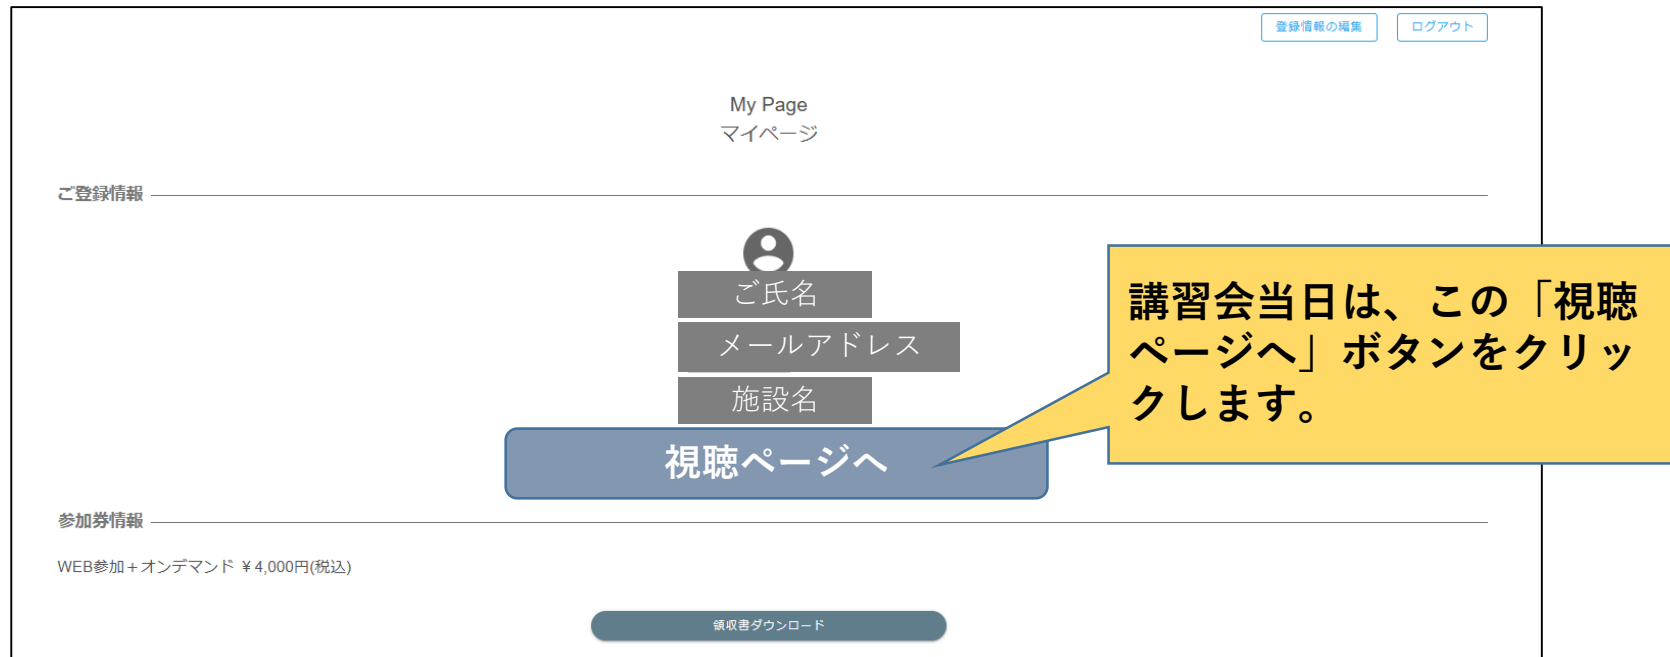 登録情報の編集 ログアウト
My Page
マイページ
ご登録情報
ご氏名
メールアドレス
施設名
講習会当日は、この「視聴
ページへ」ボタンをクリッ
クします。
視聴ページへ
参加券情報
WEB参加+オンデマンド ¥4,000円(税込)
領収書ダウンロード